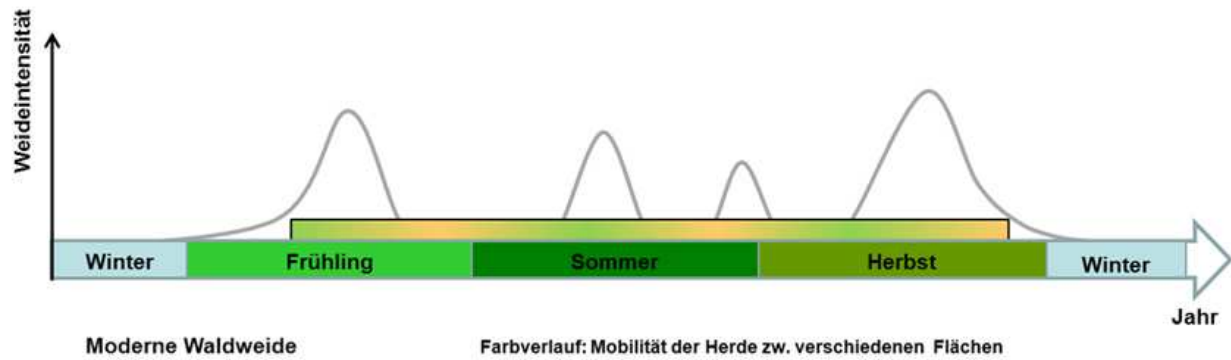 Weideintensität
Winter
Frühling
Sommer
Herbst
Winter
Jahr
Moderne Waldweide
Farbverlauf: Mobilität der Herde zw. verschiedenen Flächen